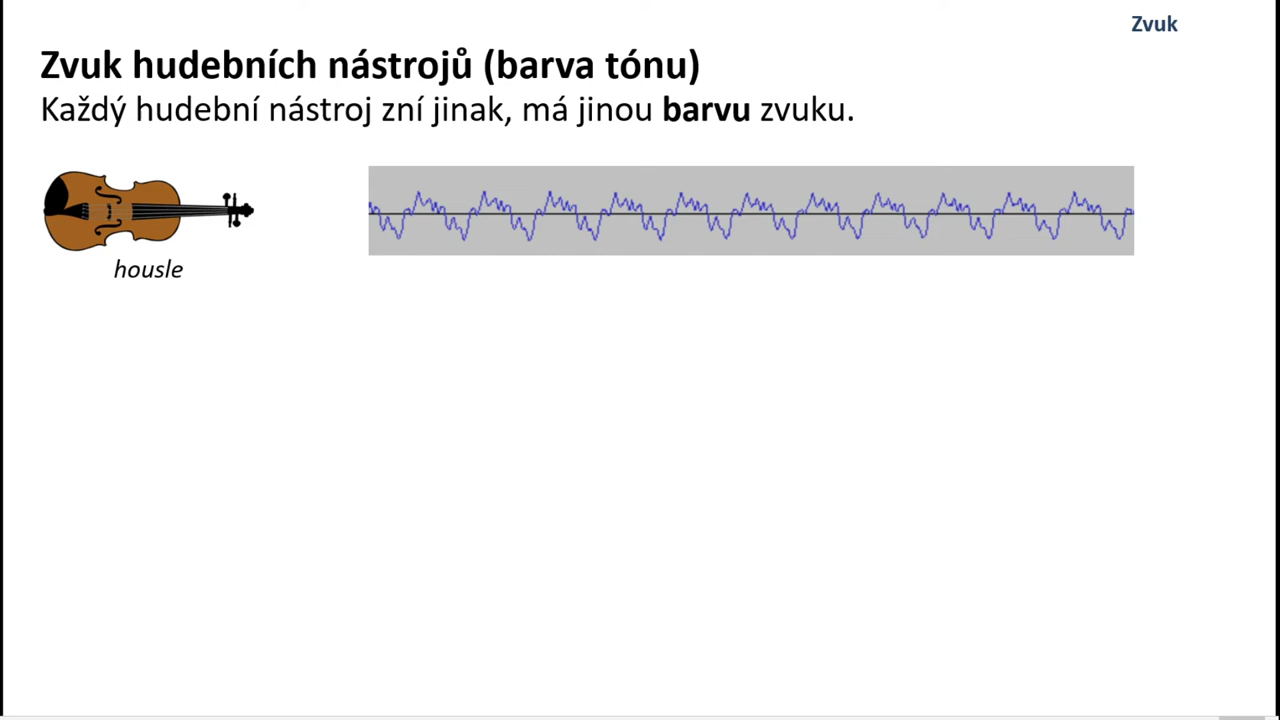 Zvuk
Zvuk hudebních nástrojů (barva tónu)
Každý hudební nástroj zní jinak, má jinou barvu zvuku.
housle